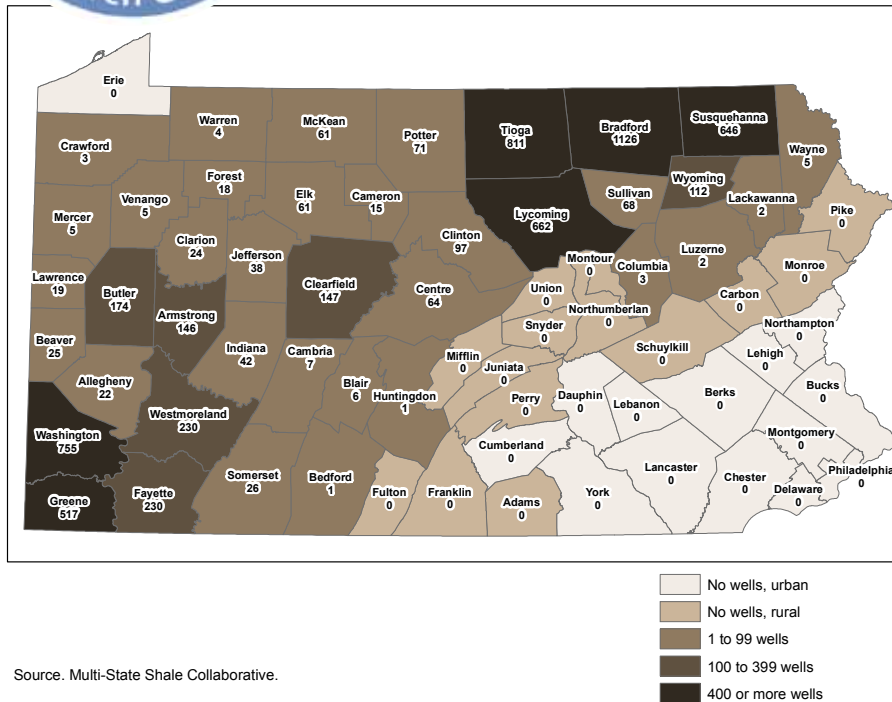 Erie
0
Warren
4
McKean
61
Potter
71
Tioga
811
Bradford
1126
Susquehanna
646
Wayne
5
Crawford
3
Forest
18
Elk
61
Cameron
15
Sullivan
68
Wyoming
112
Lackawanna
2
Venango
5
Mercer
5
Clarion
24
Jefferson
38
Clinton
97
Lycoming
662
Pike
0
Lawrence
19
Butler
174
Armstrong
146
Clearfield
147
Centre
64
Union
0
Montour
0
Columbia
3
Luzerne
2
Monroe
0
Carbon
0
Northumberlan
0
Snyder
0
Northampton
0
Beaver
25
Allegheny
22
Indiana
42
Cambria
7
Blair
6
Huntingdon
1
Mifflin
0
Juniata
0
Schuylkill
0
Lehigh
0
Washington
755
Westmoreland
230
Perry
0
Dauphin
0
Lebanon
0
Berks
0
Bucks
0
Cumberland
0
Montgomery
0
Philadelphia
0
Greene
517
Fayette
230
Somerset
26
Bedford
1
Fulton
0
Franklin
0
Adams
0
York
0
Lancaster
0
Chester
0
Delaware
0
No wells, urban
No wells, rural
1 to 99 wells
100 to 399 wells
400 or more wells
Source. Multi-State Shale Collaborative.